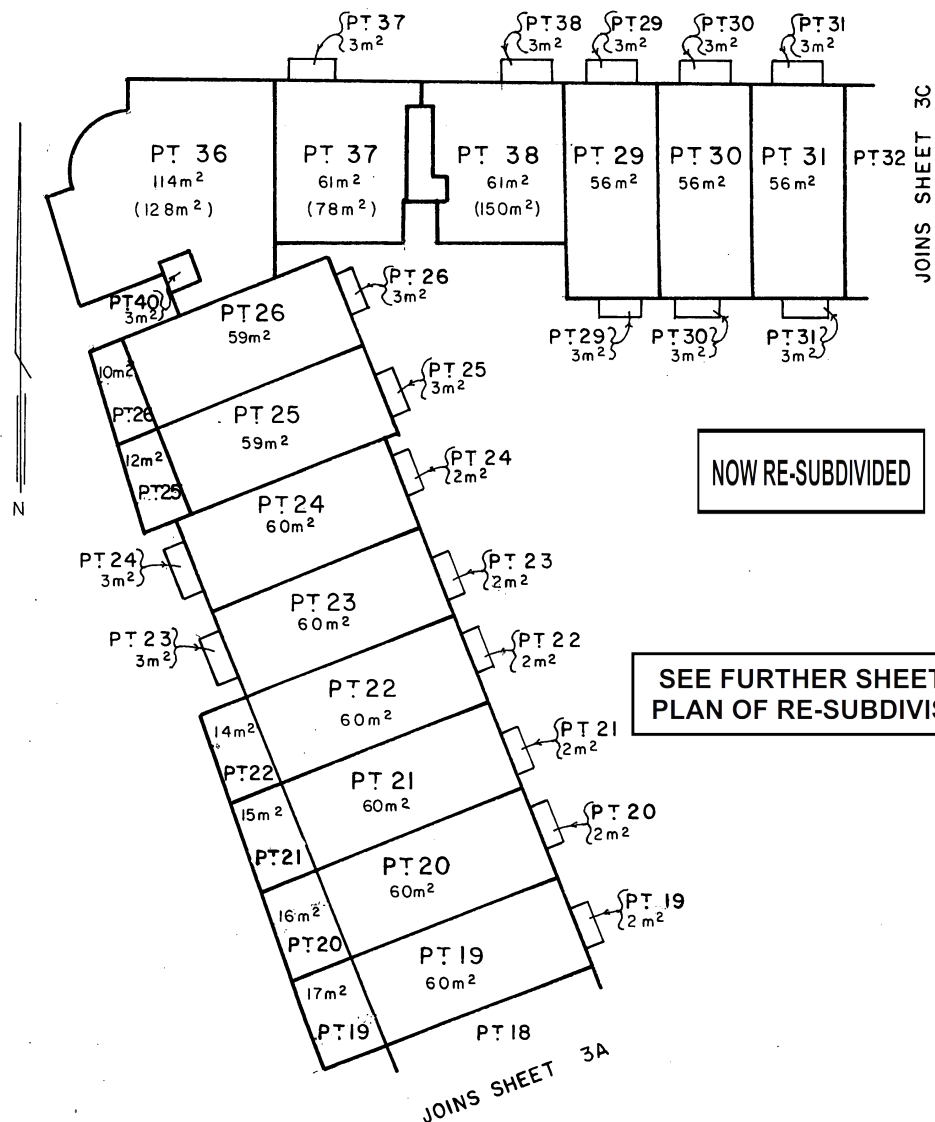 PT 37
3m²
PT 38
3m²
PT 29
3m²
PT 30
3m²
PT 31
3m²
PT 36
114m²
(128m²)
PT 37
61m²
(78m²)
PT 38
61m²
(150m²)
PT 29
56m²
PT 30
56m²
PT 31
56m²
PT 32
JOINS SHEET 3C
PT 40
3m²
PT 26
59m²
PT 26
3m²
PT 29
3m²
PT 30
3m²
PT 31
3m²
10m²
PT 26
PT 25
59m²
PT 25
3m²
12m²
PT 25
PT 24
60m²
PT 24
2m²
NOW RE-SUBDIVIDED
N
PT 24
3m²
PT 23
60m²
PT 23
2m²
PT 23
3m²
PT 22
60m²
PT 22
2m²
SEE FURTHER SHEET
PLAN OF RE-SUBDIVIS
14m²
PT 22
PT 21
60m²
PT 21
2m²
15m²
PT 21
PT 20
60m²
PT 20
2m²
16m²
PT 20
PT 19
60m²
PT 19
2m²
17m²
PT 19
PT 18
JOINS SHEET 3A